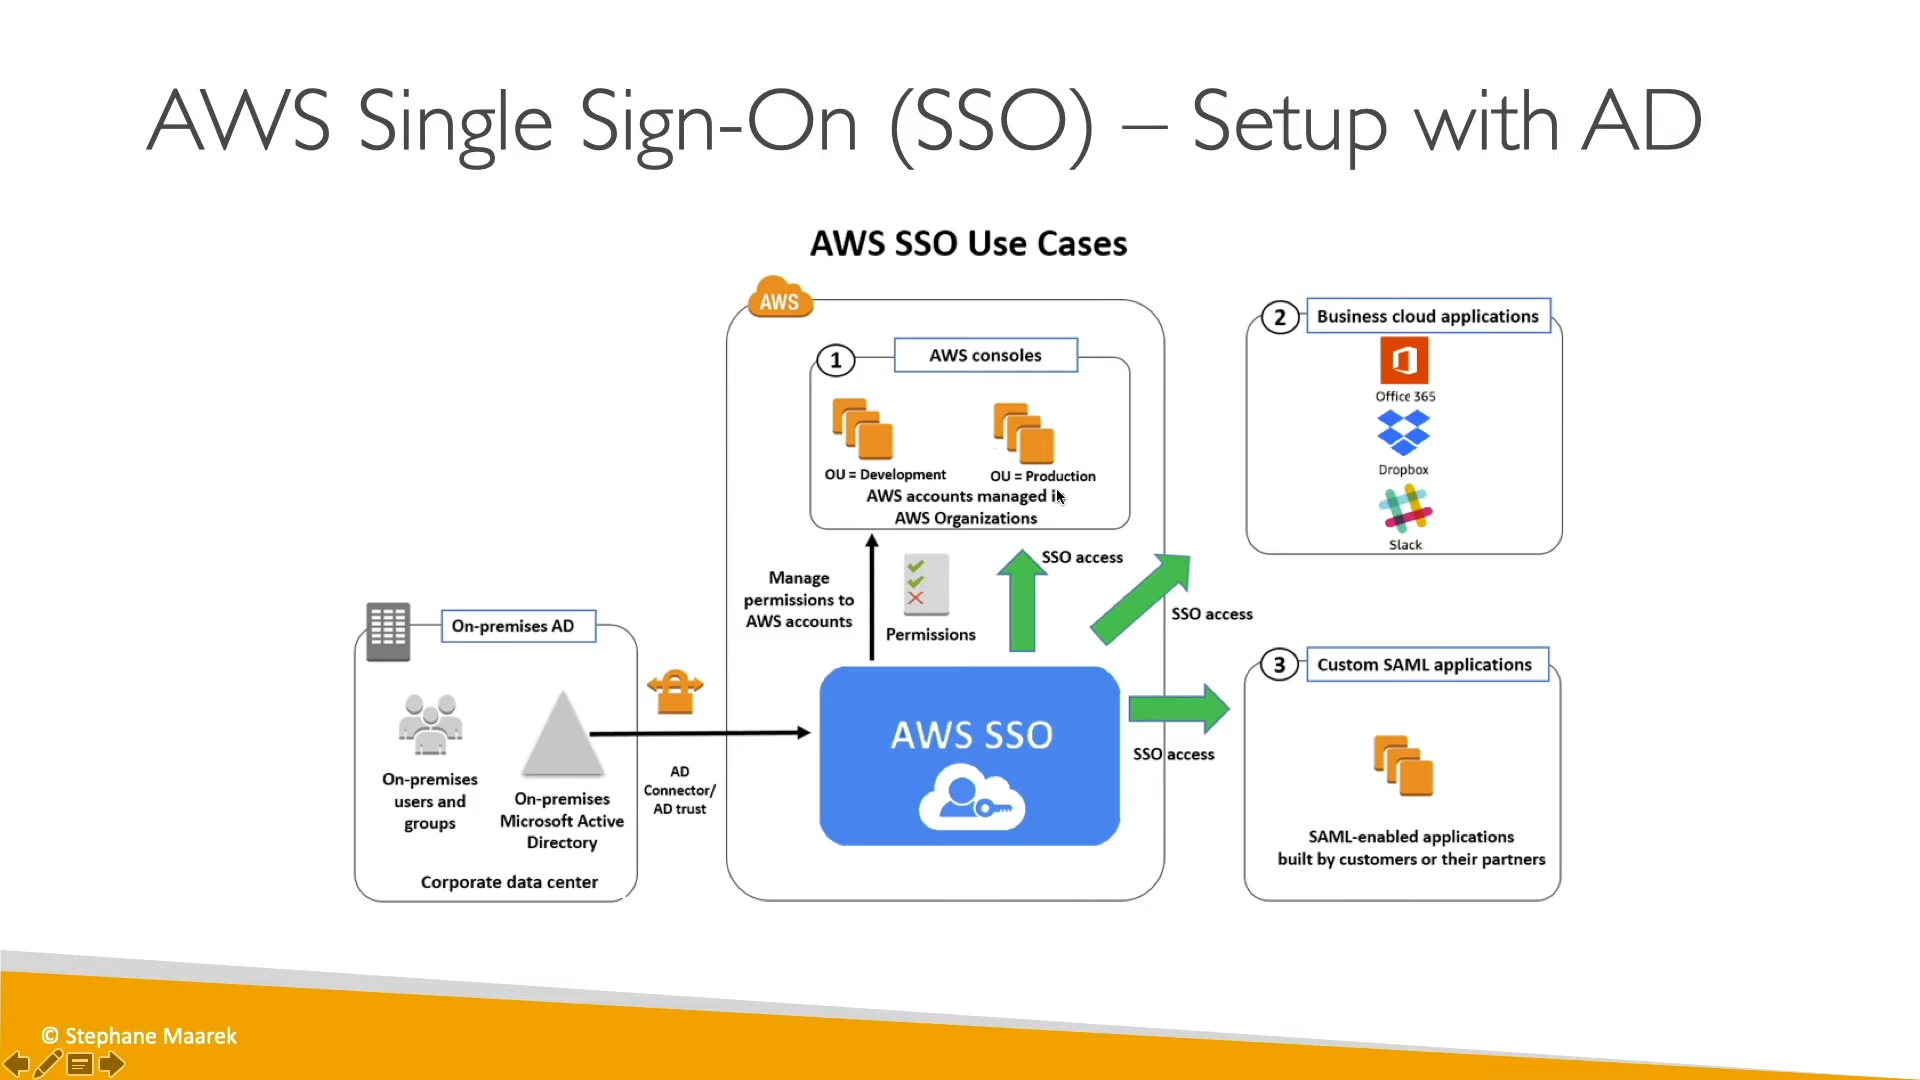 AWS Single Sign-On (SSO) – Setup with AD
AWS SSO Use Cases
AWS
1
AWS consoles
OU = Development
OU = Production
AWS accounts managed in
AWS Organizations
Manage
permissions to
AWS accounts
Permissions
SSO access
SSO access
SSO access
AWS SSO
On-premises AD
On-premises
users and
groups
On-premises
Microsoft Active
Directory
Corporate data center
AD
Connector/
AD trust
2
Business cloud applications
Office 365
Dropbox
Slack
3
Custom SAML applications
SAML-enabled applications
built by customers or their partners
© Stephane Maarek